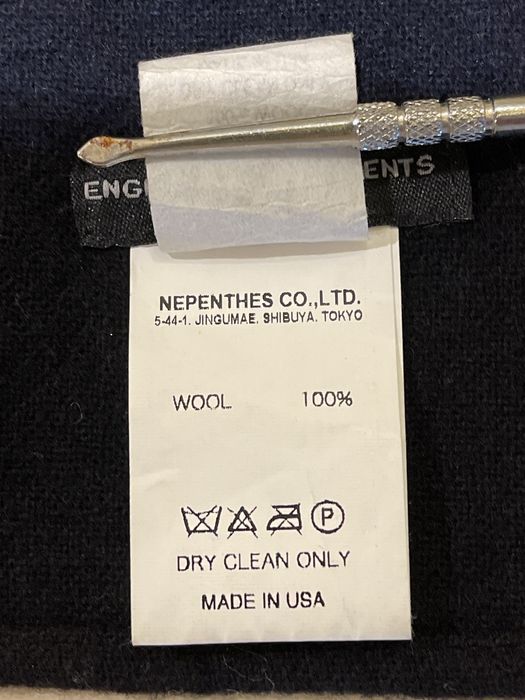 ENG ENTS
NEPENTHES CO.,LTD.
5-44-1. JINGUMAE. SHIBUYA. TOKYO
WOOL 100%
P
DRY CLEAN ONLY
MADE IN USA